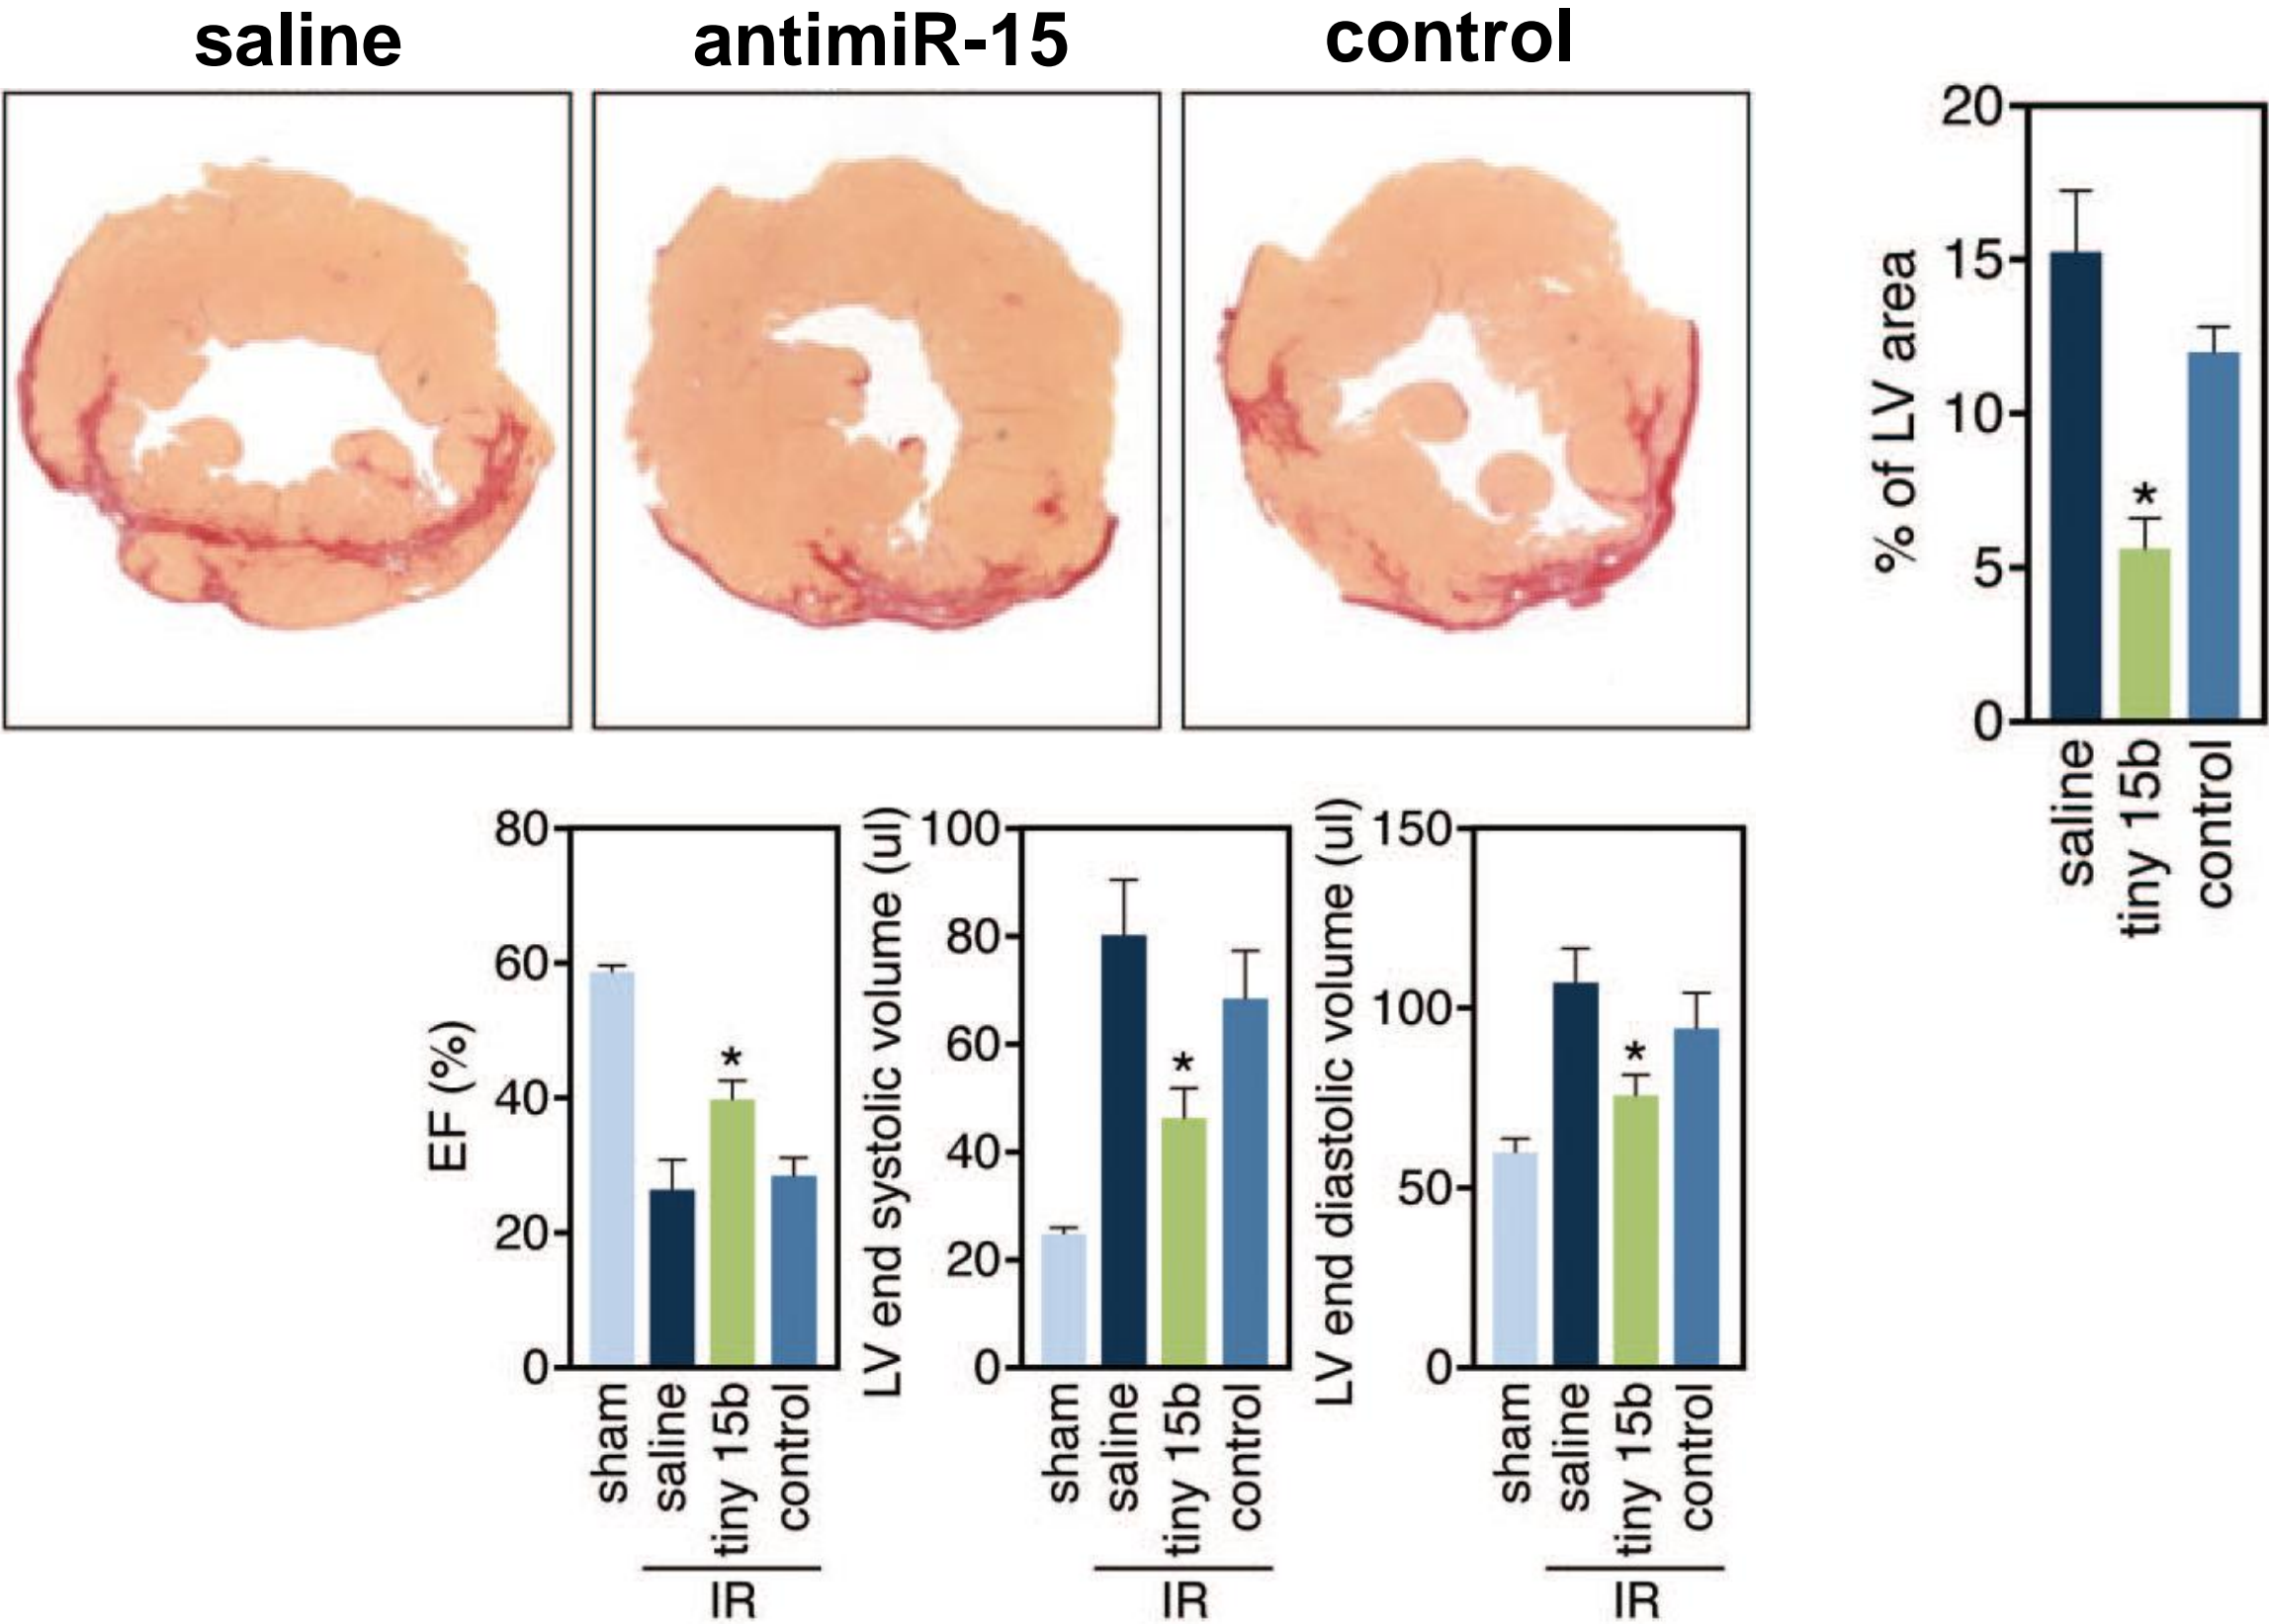 saline
antimiR-15
control
% of LV area
20
15
10
5
0
*
saline
tiny 15b
control
EF (%)
80
60
40
20
0
*
sham
saline
tiny 15b
control
IR
LV end systolic volume (ul)
100
80
60
40
20
0
*
sham
saline
tiny 15b
control
IR
LV end diastolic volume (ul)
150
100
50
0
*
sham
saline
tiny 15b
control
IR